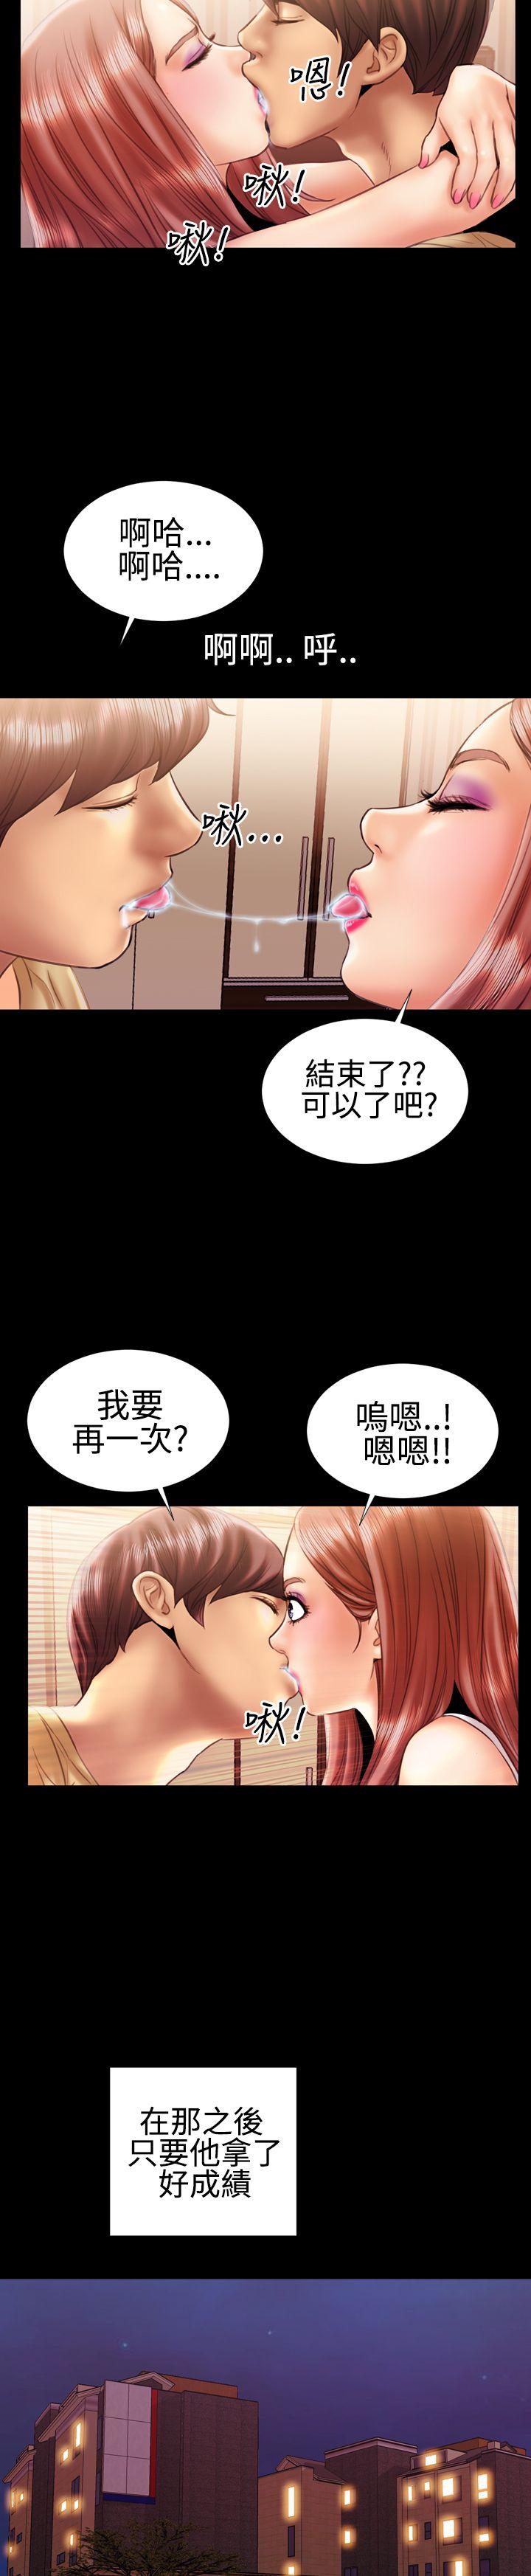 嗯!
啾!
啾!
啊哈...
啊哈....
啊啊.. 呼..
啾...
結束了??
可以了吧?
我要
再一次?
嗚嗯..!
嗯嗯!!
啾!
在那之後
只要他拿了
好成績